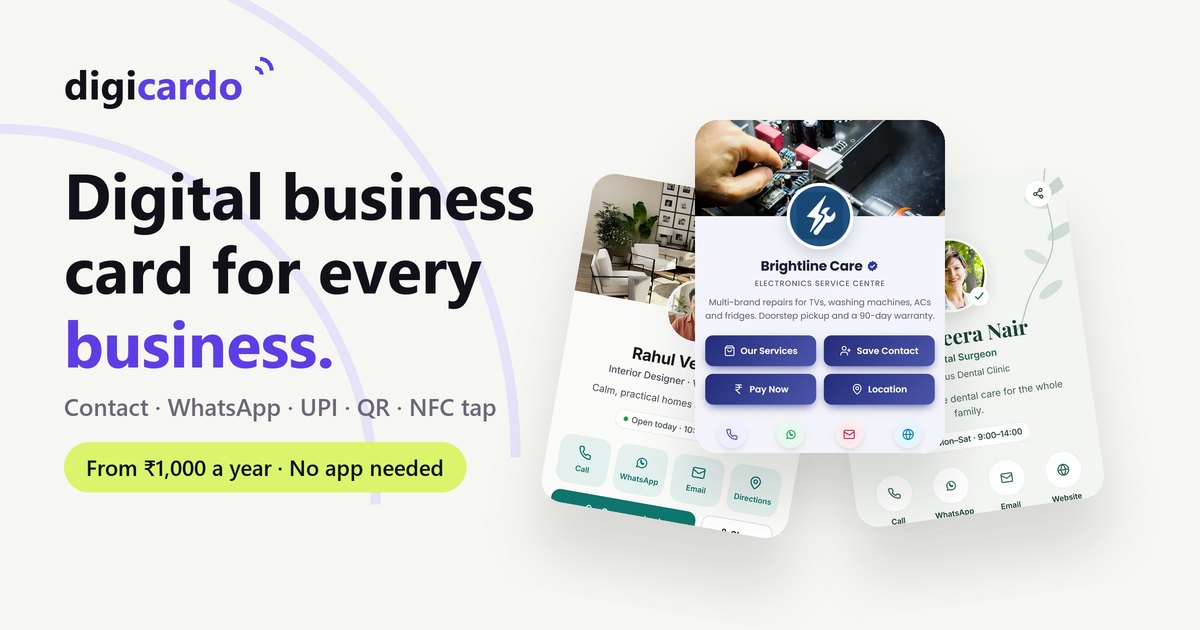 digicardo
Digital business
card for every
business.
Contact · WhatsApp · UPI · QR · NFC tap
From ₹1,000 a year · No app needed
Rahul
Interior Designer ·
Calm, practical homes
Open today ·
Call
WhatsApp
Email
Directions
Brightline Care
ELECTRONICS SERVICE CENTRE
Multi-brand repairs for TVs, washing machines, ACs
and fridges. Doorstep pickup and a 90-day warranty.
Our Services
Save Contact
₹ Pay Now
Location
Nair
Surgeon
Dental Clinic
dental care for the whole
family.
Mon–Sat · 9:00–14:00
Call
WhatsApp
Email
Website